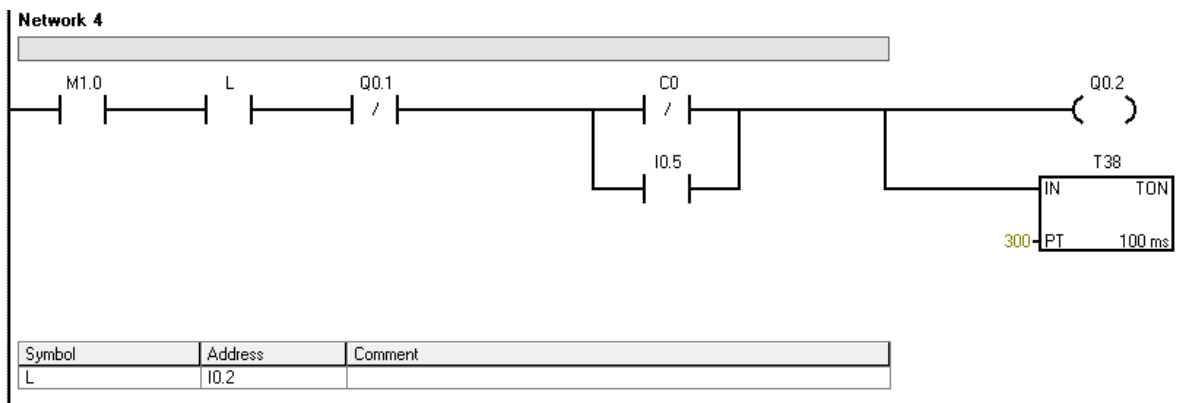 Network 4
M1.0 L Q0.1 C0 Q0.2
/ /
I0.5 T38
IN TON
300 PT 100 ms
Symbol Address Comment
L I0.2